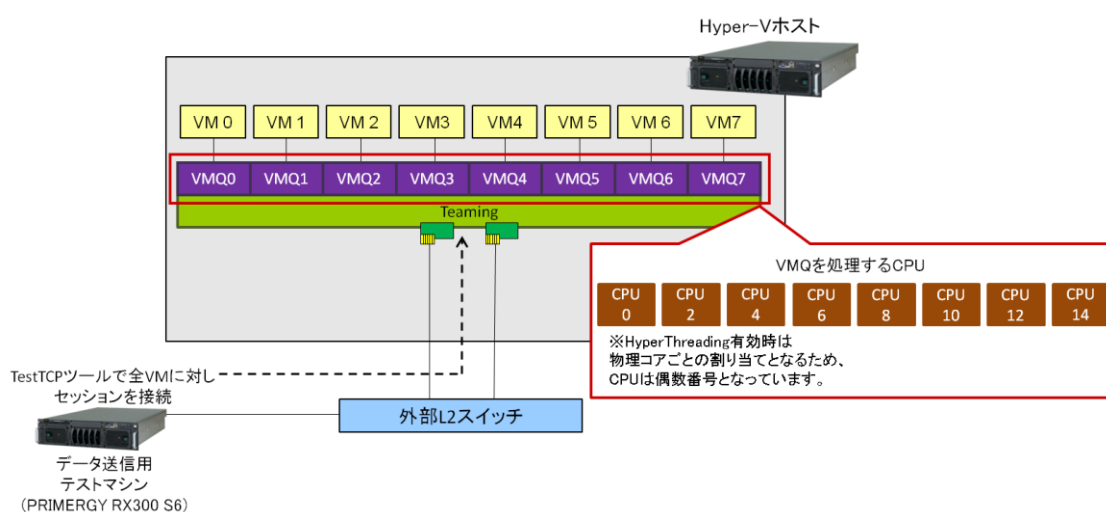 Hyper-Vホスト
VM 0
VM 1
VM 2
VM3
VM4
VM 5
VM 6
VM7
VMQ0
VMQ1
VMQ2
VMQ3
VMQ4
VMQ5
VMQ6
VMQ7
Teaming
VMQを処理するCPU
CPU
0
CPU
2
CPU
4
CPU
6
CPU
8
CPU
10
CPU
12
CPU
14
※HyperThreading有効時は
物理コアごとの割り当てとなるため、
CPUは偶数番号となっています。
TestTCPツールで全VMに対し
セッションを接続
外部L2スイッチ
データ送信用
テストマシン
(PRIMERGY RX300 S6)